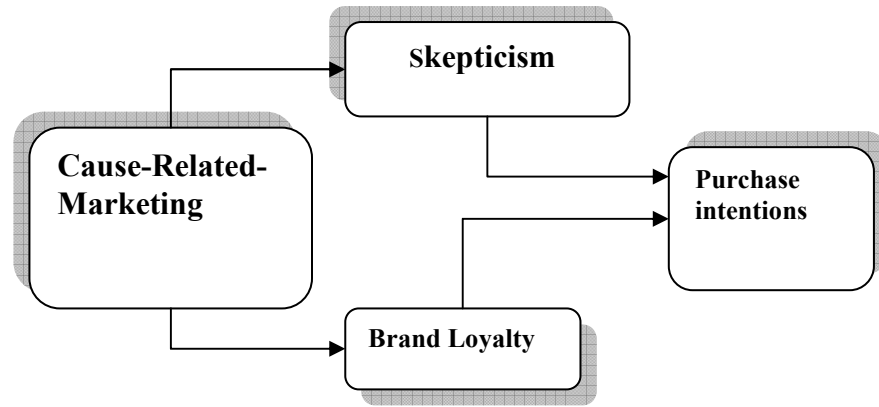 Skepticism
Cause-Related-
Marketing
Purchase
intentions
Brand Loyalty